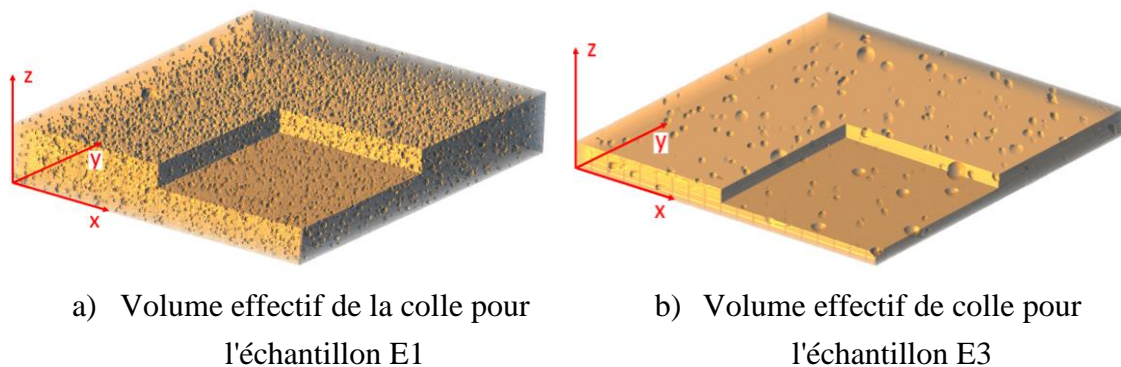 z
y
x
z
y
x
a) Volume effectif de la colle pour
l'échantillon E1
b) Volume effectif de colle pour
l'échantillon E3